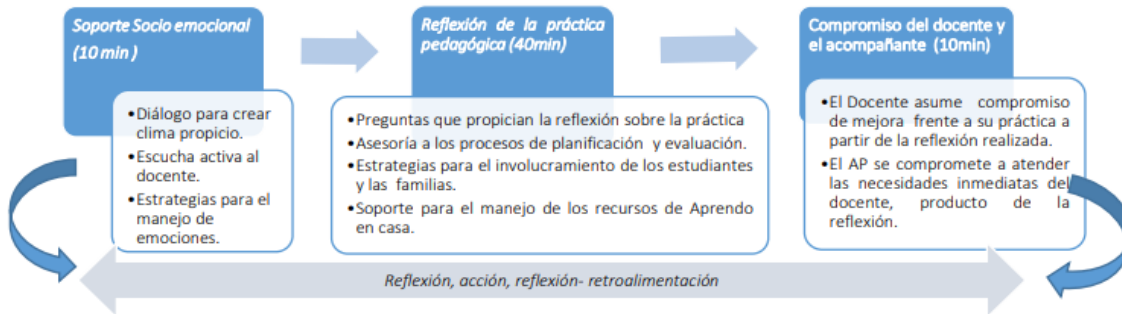 Soporte Socio emocional
(10 min )
•Diálogo para crear
clima propicio.
•Escucha activa al
docente.
•Estrategias para el
manejo de
emociones.
Reflexión de la práctica
pedagógica (40min)
•Preguntas que propician la reflexión sobre la práctica
•Asesoría a los procesos de planificación y evaluación.
•Estrategias para el involucramiento de los estudiantes
y las familias.
•Soporte para el manejo de los recursos de Aprendo
en casa.
Compromiso del docente y
el acompañante (10min)
•El Docente asume compromiso
de mejora frente a su práctica a
partir de la reflexión realizada.
•El AP se compromete a atender
las necesidades inmediatas del
docente, producto de la
reflexión.
Reflexión, acción, reflexión- retroalimentación